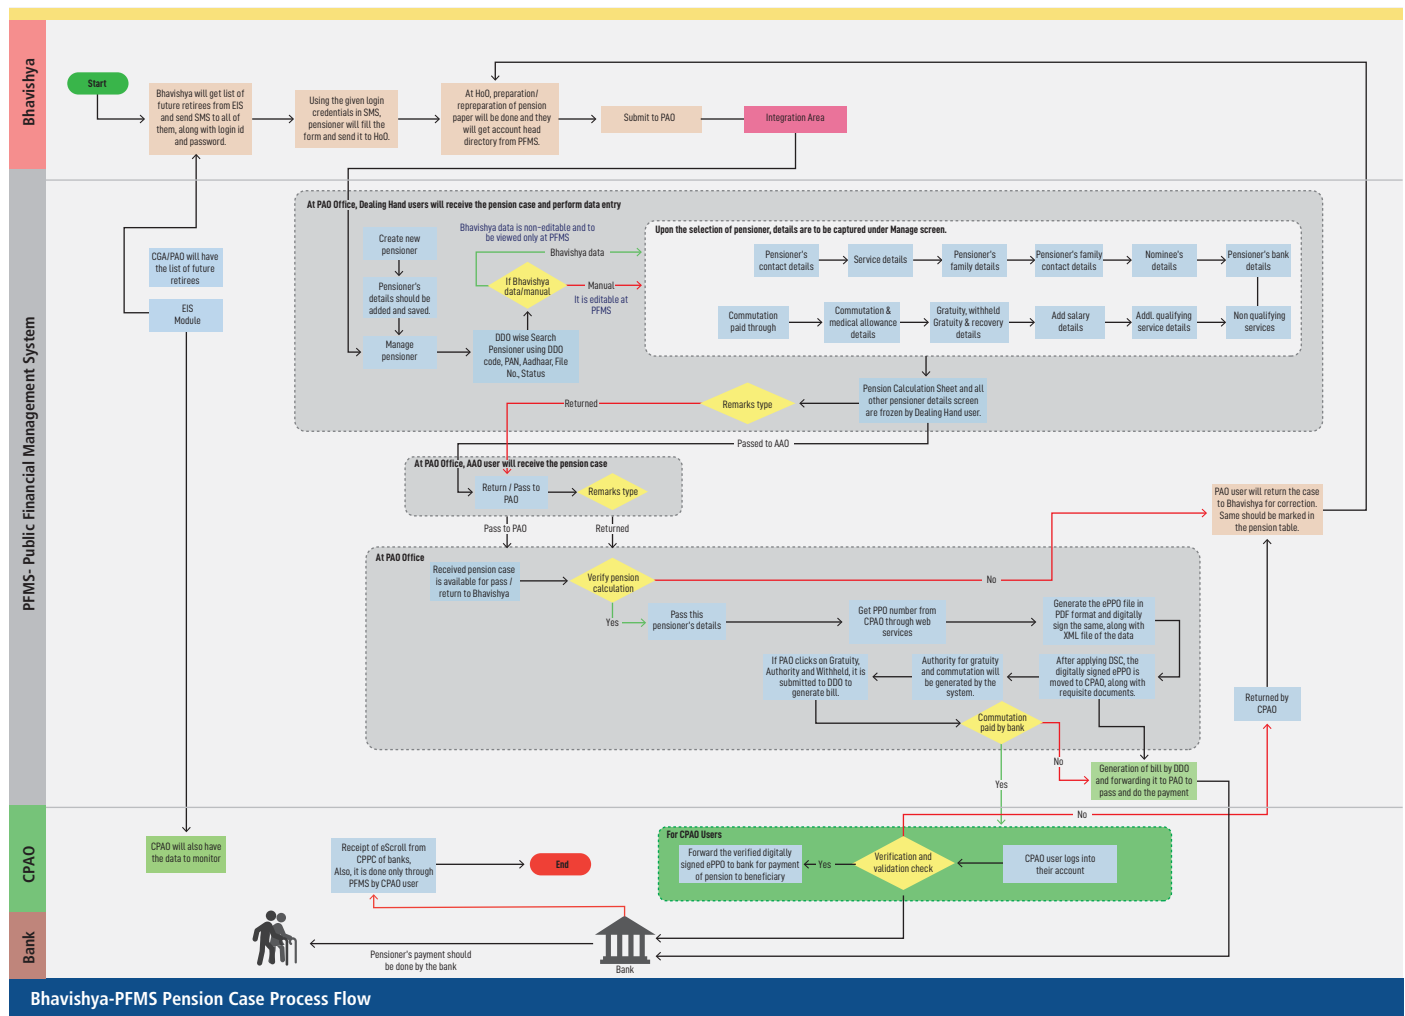 Bhavishya
Start
Bhavishya will get list of
future retirees from EIS
and send SMS to all of
them, along with login id
and password.
Using the given login
credentials in SMS,
pensioner will fill the
form and send it to HoO.
At HoO, preparation/
repreparation of pension
paper will be done and they
will get account head
directory from PFMS.
Submit to PAO
Integration Area
PFMS- Public Financial Management System
CGA/PAO will have
the list of future
retirees
EIS
Module
At PAO Office, Dealing Hand users will receive the pension case and perform data entry
Create new
pensioner
Pensioner's
details should be
added and saved.
Manage
pensioner
Bhavishya data is non-editable and to
be viewed only at PFMS
Bhavishya data
If Bhavishya
data/manual
Manual
It is editable at
PFMS
DDO wise Search
Pensioner using DDO
code, PAN, Aadhaar, File
No., Status
Upon the selection of pensioner, details are to be captured under Manage screen.
Pensioner's
contact details
Service details
Pensioner's
family details
Pensioner's family
contact details
Nominee's
details
Pensioner's bank
details
Commutation
paid through
Commutation &
medical allowance
details
Gratuity, withheld
Gratuity & recovery
details
Add salary
details
Addl. qualifying
service details
Non qualifying
services
Pension Calculation Sheet and all
other pensioner details screen
are frozen by Dealing Hand user.
Remarks type
Returned
Passed to AAO
At PAO Office, AAO user will receive the pension case
Return / Pass to
PAO
Remarks type
Pass to PAO
Returned
PAO user will return the case
to Bhavishya for correction.
Same should be marked in
the pension table.
At PAO Office
Received pension case
is available for pass /
return to Bhavishya
Verify pension
calculation
No
Yes
Pass this
pensioner's details
Get PPO number from
CPAO through web
services
Generate the ePPO file in
PDF format and digitally
sign the same, along with
XML file of the data
If PAO clicks on Gratuity,
Authority and Withheld, it is
submitted to DDO to
generate bill.
Authority for gratuity
and commutation will
be generated by the
system.
After applying DSC, the
digitally signed ePPO is
moved to CPAO, along with
requisite documents.
Commutation
paid by bank
Returned by
CPAO
No
Yes
Generation of bill by DDO
and forwarding it to PAO to
pass and do the payment
No
CPAO
CPAO will also have
the data to monitor
Receipt of eScroll from
CPPC of banks,
Also, it is done only through
PFMS by CPAO user
End
For CPAO Users
Forward the verified digitally
signed ePPO to bank for payment
of pension to beneficiary
Yes
Verification and
validation check
CPAO user logs into
their account
Bank
Pensioner's payment should
be done by the bank
Bank
Bhavishya-PFMS Pension Case Process Flow